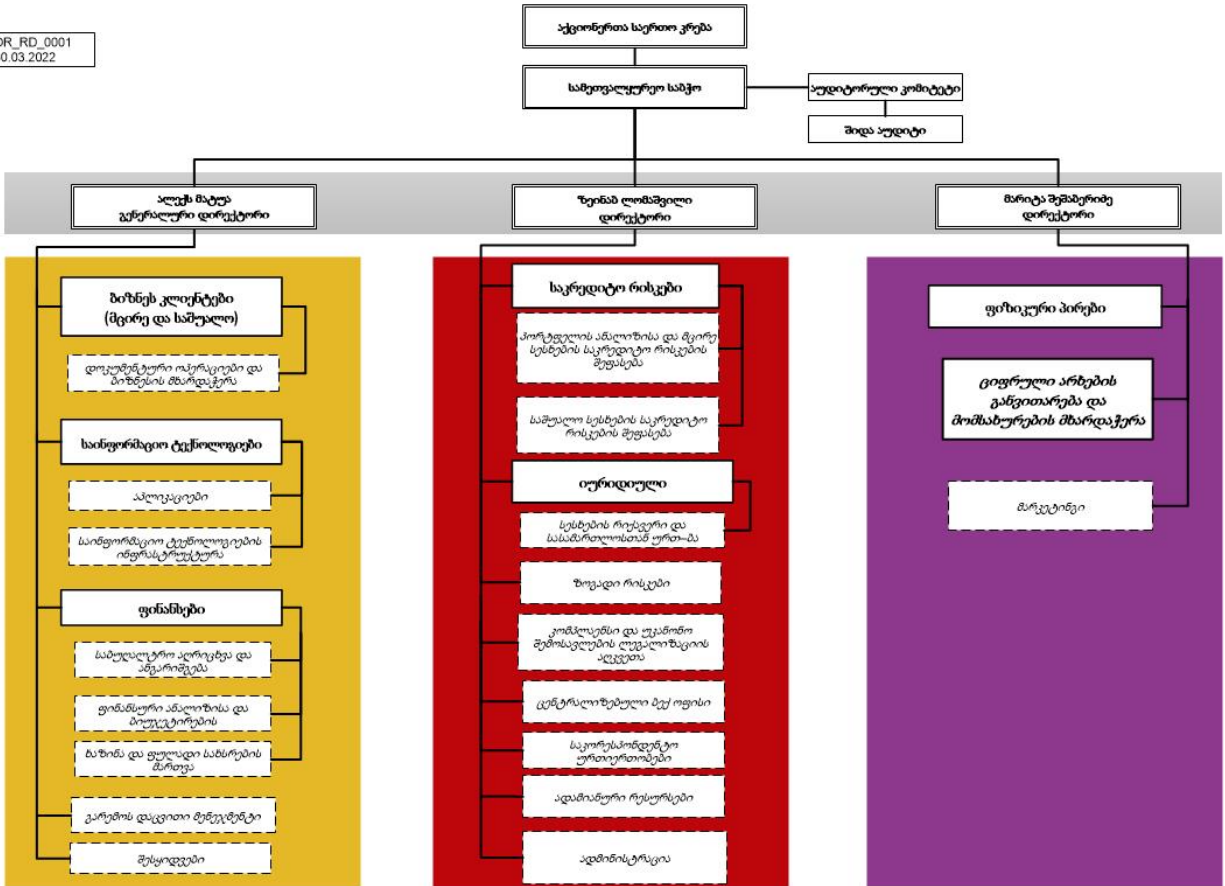 OR_RD_0001
0.03.2022
აქციონერთა საერთო კრება
სამეთვალყურეო საბჭო
აუდიტორული კომიტეტი
შიდა აუდიტი
ალექს მატუა
გენერალური დირექტორი
ზეინაბ ლომაშვილი
დირექტორი
მარიტა შემაბერიძე
დირექტორი
ბიზნეს კლიენტები
(მცირე და საშუალო)
დოკუმენტური ოპერაციები და
ბიზნესის მხარდაჭერა
საინფორმაციო ტექნოლოგიები
აპლიკაციები
საინფორმაციო ტექნოლოგიების
ინფრასტრუქტურა
ფინანსები
საბუღალტრო აღრიცხვა და
ანგარიშგება
ფინანსური ანალიზისა და
ბიუჯეტირების
ხაზინა და ფულადი სახსრების
მართვა
გარემოს დაცვითი მენეჯმენტი
შესყიდვები
საკრედიტო რისკები
პორტფელის ანალიზისა და მცირე
სესხების საკრედიტო რისკების
შეფასება
საშუალო სესხების საკრედიტო
რისკების შეფასება
იურიდიული
სესხების რიქავერი და
სასამართლოსთან ურთ–ბა
ზოგადი რისკები
კომპლაენსი და უკანონო
შემოსავლების ლეგალიზაციის
აღკვეთა
ცენტრალიზებული ბექ ოფისი
საკორესპონდენტო
ურთიერთობები
ადამიანური რესურსები
ადმინისტრაცია
ფიზიკური პირები
ციფრული არხების
განვითარება და
მომსახურების მხარდაჭერა
მარკეტინგი